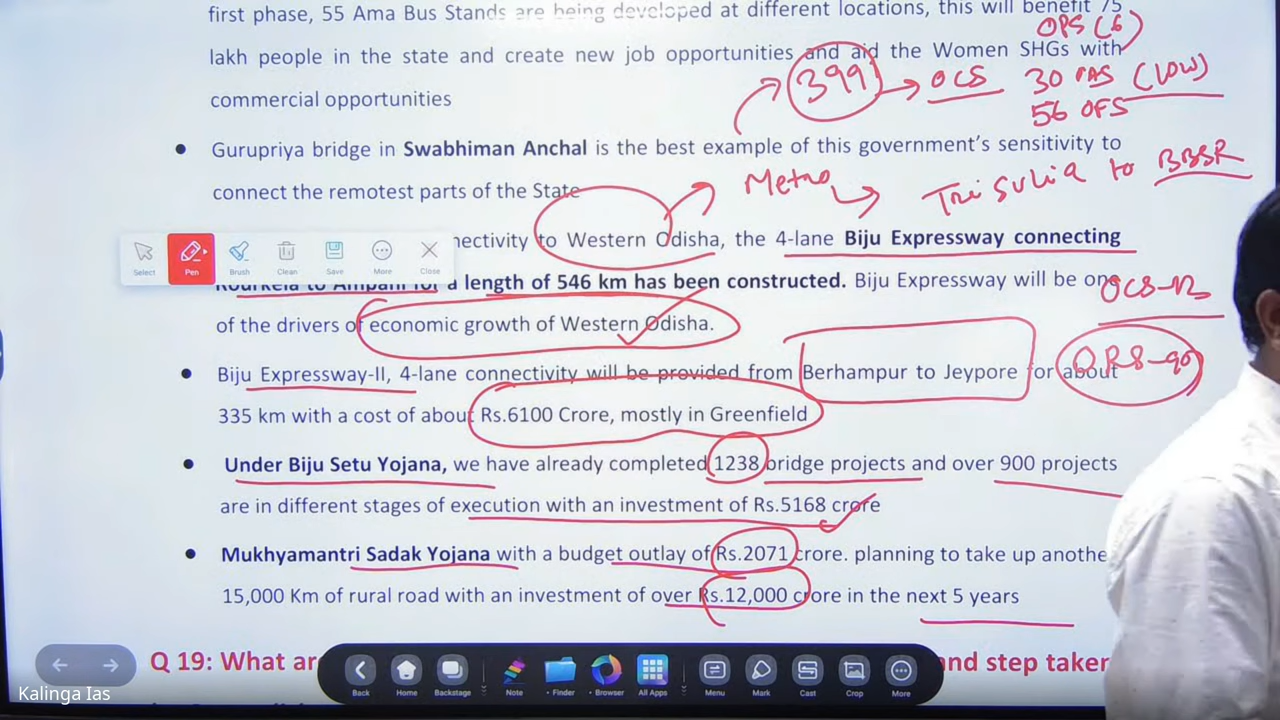 first phase, 55 Ama Bus Stands are being developed at different locations, this will benefit 75
OPS (6)
lakh people in the state and create new job opportunities and aid the Women SHGs with
399 → OCS 30 OAS (LOW)
commercial opportunities
56 OFS
• Gurupriya bridge in Swabhiman Anchal is the best example of this government's sensitivity to
connect the remotest parts of the State
Metro Trisulia to BBSR
to Western Odisha, the 4-lane Biju Expressway connecting
Select Pen Brush Clean Save More Close
Rourkela to Ampani for a length of 546 km has been constructed. Biju Expressway will be one
OCS-
of the drivers of economic growth of Western Odisha.
• Biju Expressway-II, 4-lane connectivity will be provided from Berhampur to Jeypore for about
335 km with a cost of about Rs.6100 Crore, mostly in Greenfield
• Under Biju Setu Yojana, we have already completed 1238 bridge projects and over 900 projects
are in different stages of execution with an investment of Rs.5168 crore
• Mukhyamantri Sadak Yojana with a budget outlay of Rs.2071 crore. planning to take up anothe
15,000 Km of rural road with an investment of over Rs.12,000 crore in the next 5 years
Q 19: What ar and step taker
Back Home Backstage Note Finder Browser All Apps Menu Mark Cast Crop More
Kalinga Ias